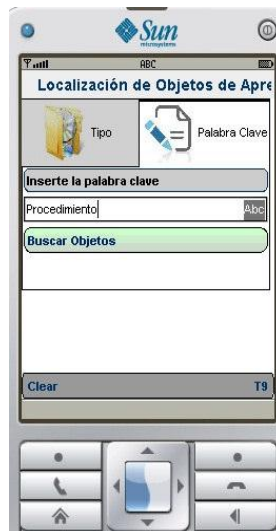 Sun
microsystems
ABC
Localización de Objetos de Apre
Tipo
Palabra Clave
Inserte la palabra clave
Procedimiento
Abc
Buscar Objetos
Clear
T9